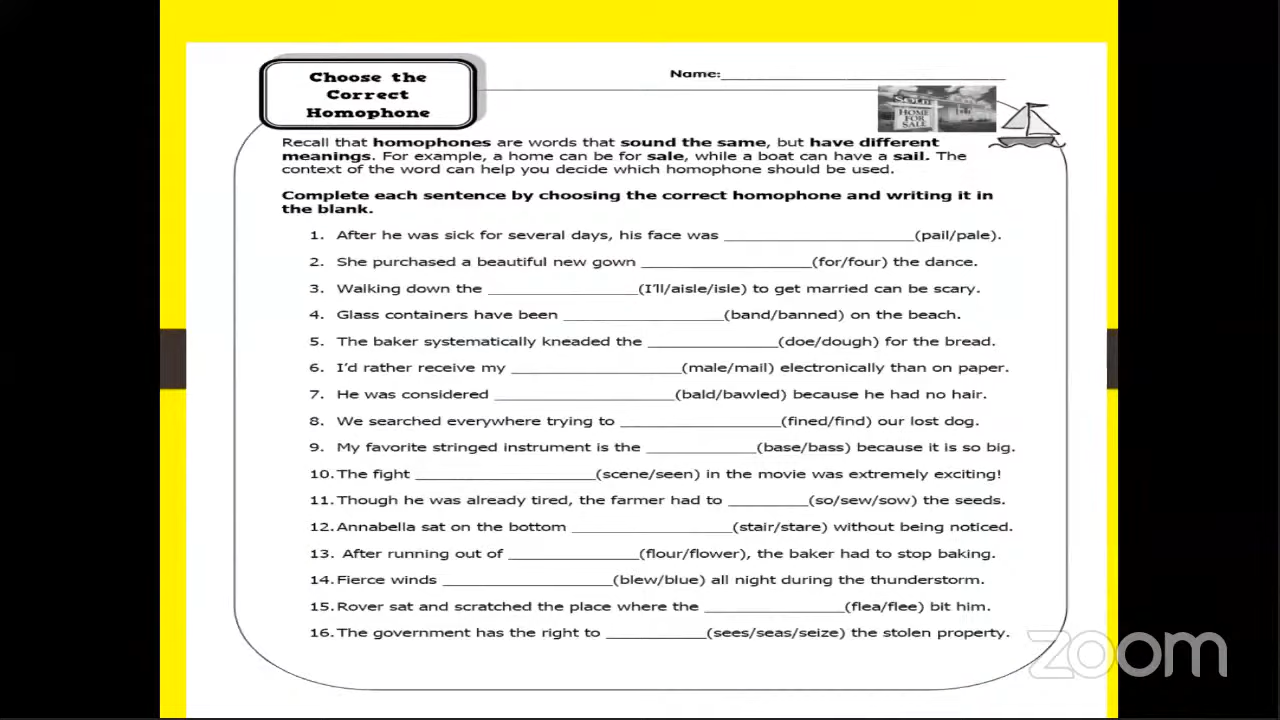 Choose the
Correct
Homophone
Name:
SOLD
HOME
FOR
SALE
Recall that homophones are words that sound the same, but have different
meanings. For example, a home can be for sale, while a boat can have a sail. The
context of the word can help you decide which homophone should be used.
Complete each sentence by choosing the correct homophone and writing it in
the blank.
1. After he was sick for several days, his face was ____________________(pail/pale).
2. She purchased a beautiful new gown __________________(for/four) the dance.
3. Walking down the ________________(I'll/aisle/isle) to get married can be scary.
4. Glass containers have been _________________(band/banned) on the beach.
5. The baker systematically kneaded the ______________(doe/dough) for the bread.
6. I'd rather receive my __________________(male/mail) electronically than on paper.
7. He was considered ___________________(bald/bawled) because he had no hair.
8. We searched everywhere trying to _________________(fined/find) our lost dog.
9. My favorite stringed instrument is the ____________(base/bass) because it is so big.
10. The fight ___________________(scene/seen) in the movie was extremely exciting!
11. Though he was already tired, the farmer had to ________(so/sew/sow) the seeds.
12. Annabella sat on the bottom _________________(stair/stare) without being noticed.
13. After running out of ______________(flour/flower), the baker had to stop baking.
14. Fierce winds __________________(blew/blue) all night during the thunderstorm.
15. Rover sat and scratched the place where the _______________(flea/flee) bit him.
16. The government has the right to __________(sees/seas/seize) the stolen property.
zoom